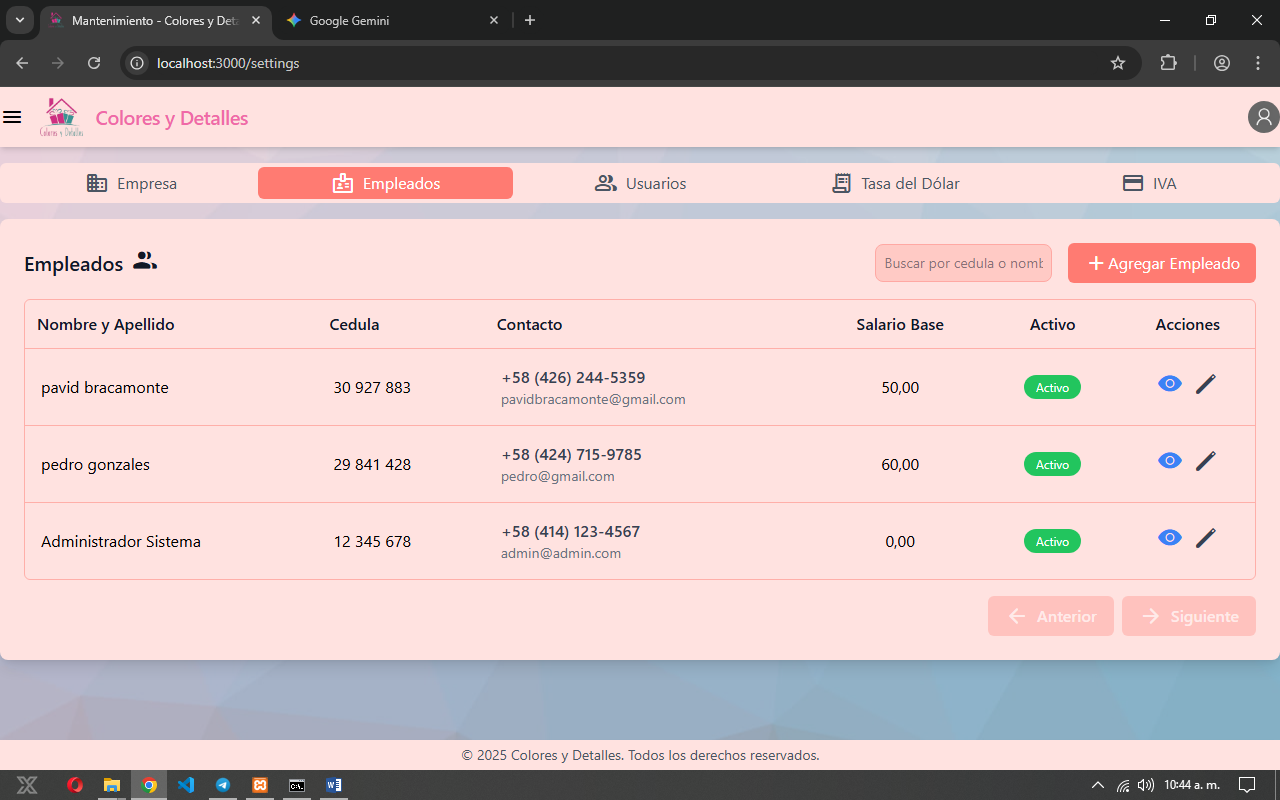 Mantenimiento - Colores y Deta
Google Gemini
localhost:3000/settings
Colores y Detalles
Colores y Detalles
Empresa
Empleados
Usuarios
Tasa del Dólar
IVA
Empleados
Buscar por cedula o nomb
Agregar Empleado
Nombre y Apellido Cedula Contacto Salario Base Activo Acciones
pavid bracamonte 30 927 883 +58 (426) 244-5359 50,00 Activo
pavidbracamonte@gmail.com
pedro gonzales 29 841 428 +58 (424) 715-9785 60,00 Activo
pedro@gmail.com
Administrador Sistema 12 345 678 +58 (414) 123-4567 0,00 Activo
admin@admin.com
Anterior
Siguiente
© 2025 Colores y Detalles. Todos los derechos reservados.
10:44 a. m.